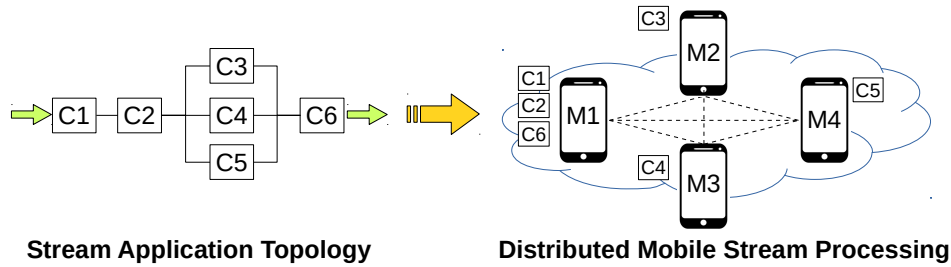 C1
C2
C3
C4
C5
C6
Stream Application Topology
C3
M2
C1
C2
C6
M1
M4
C5
C4
M3
Distributed Mobile Stream Processing